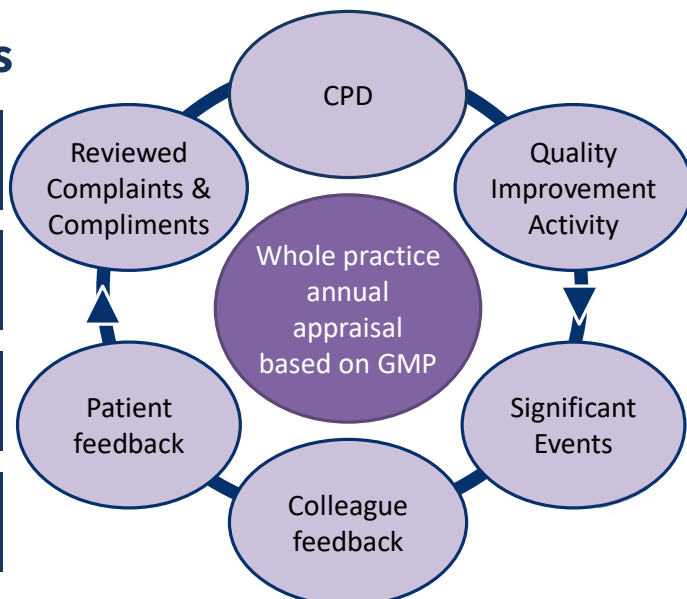 s
CPD
Reviewed
Complaints &
Compliments
Quality
Improvement
Activity
Whole practice
annual
appraisal
based on GMP
Patient
feedback
Significant
Events
Colleague
feedback